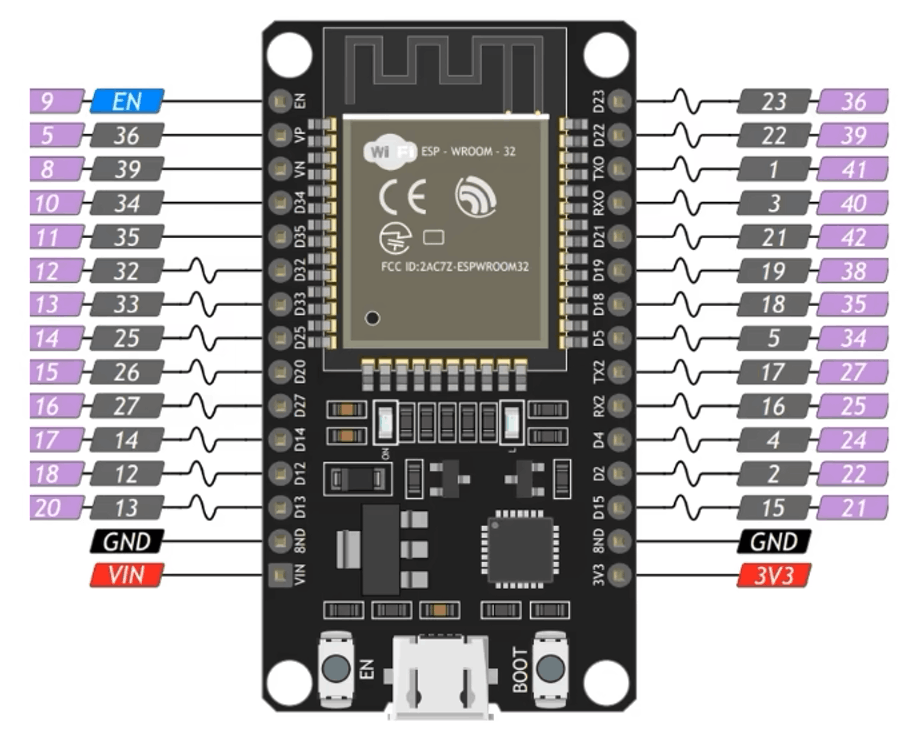 9 EN EN D23 23 36
5 36 VP D22 22 39
8 39 VN TXO 1 41
10 34 D34 RXO 3 40
11 35 D35 D21 21 42
12 32 D32 D19 19 38
13 33 D33 D18 18 35
14 25 D25 D5 5 34
15 26 D20 TX2 17 27
16 27 D27 RX2 16 25
17 14 D14 D4 4 24
18 12 D12 D2 2 22
20 13 D13 D15 15 21
GND 8ND 8ND GND
VIN VIN 3V3 3V3
Wi Fi ESP - WROOM - 32
CE
FCC ID:2AC7Z-ESPWROOM32
ON L
EN BOOT